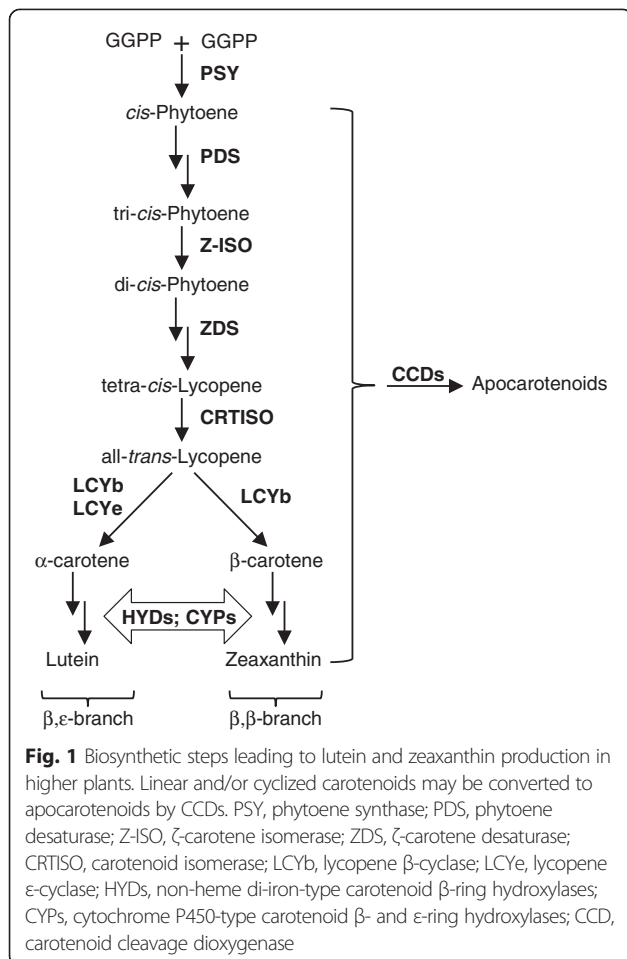 GGPP + GGPP
PSY
cis-Phytoene
PDS
tri-cis-Phytoene
Z-ISO
di-cis-Phytoene
ZDS
tetra-cis-Lycopene
CCDs
Apocarotenoids
CRTISO
all-trans-Lycopene
LCYb
LCYe
LCYb
α-carotene
β-carotene
HYDs; CYPs
Lutein
Zeaxanthin
β,ε-branch
β,β-branch
Fig. 1 Biosynthetic steps leading to lutein and zeaxanthin production in
higher plants. Linear and/or cyclized carotenoids may be converted to
apocarotenoids by CCDs. PSY, phytoene synthase; PDS, phytoene
desaturase; Z-ISO, ζ-carotene isomerase; ZDS, ζ-carotene desaturase;
CRTISO, carotenoid isomerase; LCYb, lycopene β-cyclase; LCYe, lycopene
ε-cyclase; HYDs, non-heme di-iron-type carotenoid β-ring hydroxylases;
CYPs, cytochrome P450-type carotenoid β- and ε-ring hydroxylases; CCD,
carotenoid cleavage dioxygenase